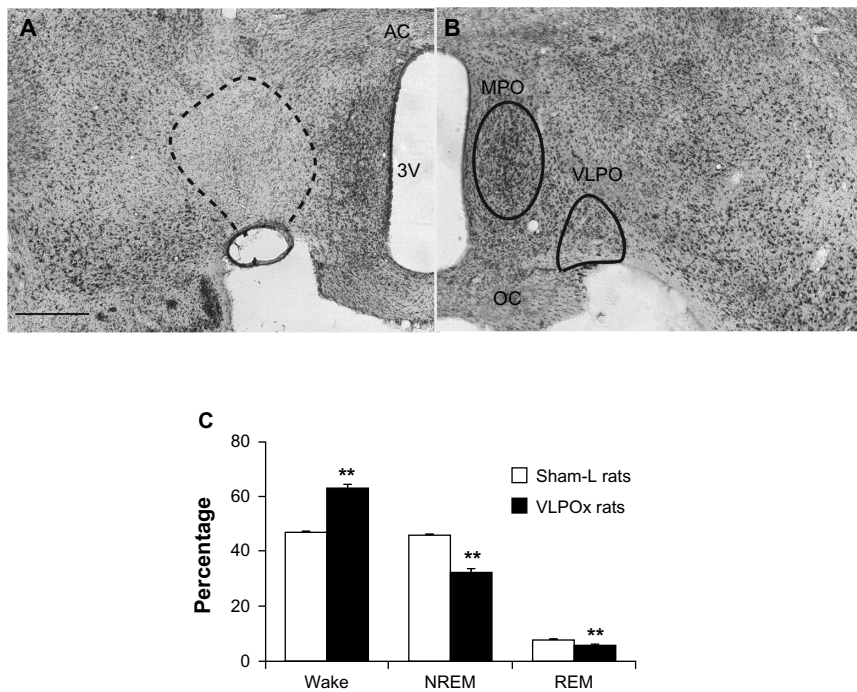 A
AC
B
MPO
3V
VLPO
OC
C
80
60
40
20
0
Percentage
**
**
**
Sham-L rats
VLPOx rats
Wake
NREM
REM